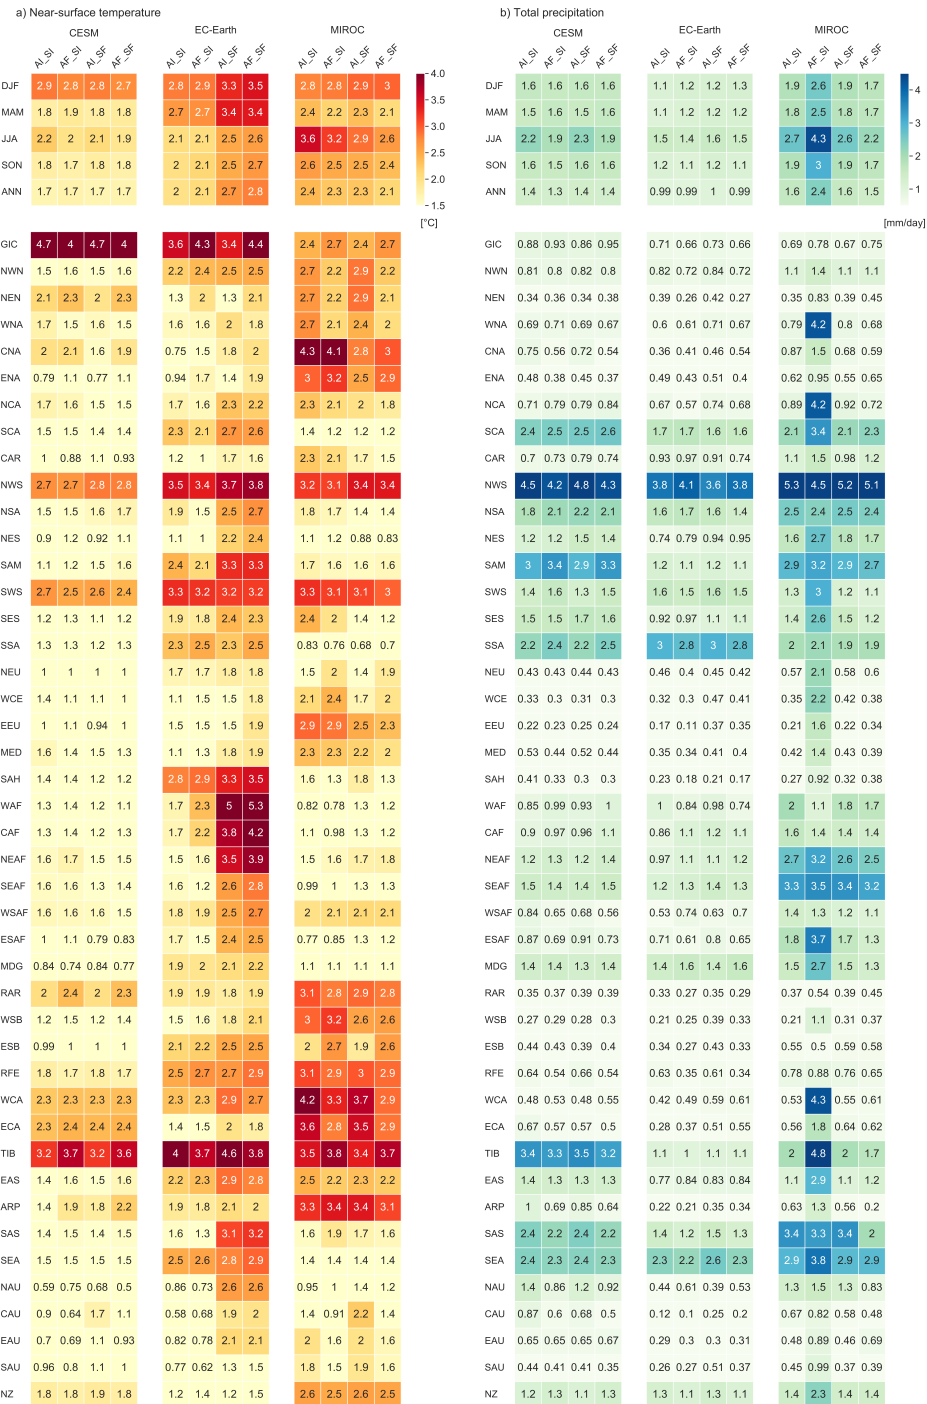 a) Near-surface temperature b) Total precipitation
CESM EC-Earth MIROC CESM EC-Earth MIROC
AI_SI AF_SI AI_SF AF_SF AI_SI AF_SI AI_SF AF_SF AI_SI AF_SI AI_SF AF_SF AI_SI AF_SI AI_SF AF_SF AI_SI AF_SI AI_SF AF_SF AI_SI AF_SI AI_SF AF_SF
DJF 2.9 2.8 2.8 2.7 2.8 2.9 3.3 3.5 2.8 2.8 2.9 3 1.6 1.6 1.6 1.6 1.1 1.2 1.2 1.3 1.9 2.6 1.9 1.7
MAM 1.8 1.9 1.8 1.8 2.7 2.7 3.4 3.4 2.4 2.2 2.3 2.1 1.5 1.6 1.5 1.6 1.1 1.2 1.2 1.2 1.8 2.5 1.8 1.7
JJA 2.2 2 2.1 1.9 2.1 2.1 2.5 2.6 3.6 3.2 2.9 2.6 2.2 1.9 2.3 1.9 1.5 1.4 1.6 1.5 2.7 4.3 2.6 2.2
SON 1.8 1.7 1.8 1.8 2 2.1 2.5 2.7 2.6 2.5 2.5 2.4 1.6 1.5 1.6 1.6 1.2 1.1 1.2 1.1 1.9 3 1.9 1.7
ANN 1.7 1.7 1.7 1.7 2 2.1 2.7 2.8 2.4 2.3 2.3 2.1 1.4 1.3 1.4 1.4 0.99 0.99 1 0.99 1.6 2.4 1.6 1.5
4.0
3.5
3.0
2.5
2.0
1.5
[°C]
4
3
2
1
[mm/day]
GIC 4.7 4 4.7 4 3.6 4.3 3.4 4.4 2.4 2.7 2.4 2.7 0.88 0.93 0.86 0.95 0.71 0.66 0.73 0.66 0.69 0.78 0.67 0.75
NWN 1.5 1.6 1.5 1.6 2.2 2.4 2.5 2.5 2.7 2.2 2.9 2.2 0.81 0.8 0.82 0.8 0.82 0.72 0.84 0.72 1.1 1.4 1.1 1.1
NEN 2.1 2.3 2 2.3 1.3 2 1.3 2.1 2.7 2.2 2.9 2.1 0.34 0.36 0.34 0.38 0.39 0.26 0.42 0.27 0.35 0.83 0.39 0.45
WNA 1.7 1.5 1.6 1.5 1.6 1.6 2 1.8 2.7 2.1 2.4 2 0.69 0.71 0.69 0.67 0.6 0.61 0.71 0.67 0.79 4.2 0.8 0.68
CNA 2 2.1 1.6 1.9 0.75 1.5 1.8 2 4.3 4.1 2.8 3 0.75 0.56 0.72 0.54 0.36 0.41 0.46 0.54 0.87 1.5 0.68 0.59
ENA 0.79 1.1 0.77 1.1 0.94 1.7 1.4 1.9 3 3.2 2.5 2.9 0.48 0.38 0.45 0.37 0.49 0.43 0.51 0.4 0.62 0.95 0.55 0.65
NCA 1.7 1.6 1.5 1.5 1.7 1.6 2.3 2.2 2.3 2.1 2 1.8 0.71 0.79 0.79 0.84 0.67 0.57 0.74 0.68 0.89 4.2 0.92 0.72
SCA 1.5 1.5 1.4 1.4 2.3 2.1 2.7 2.6 1.4 1.2 1.2 1.2 2.4 2.5 2.5 2.6 1.7 1.7 1.6 1.6 2.1 3.4 2.1 2.3
CAR 1 0.88 1.1 0.93 1.2 1 1.7 1.6 2.3 2.1 1.7 1.5 0.7 0.73 0.79 0.74 0.93 0.97 0.91 0.74 1.1 1.5 0.98 1.2
NWS 2.7 2.7 2.8 2.8 3.5 3.4 3.7 3.8 3.2 3.1 3.4 3.4 4.5 4.2 4.8 4.3 3.8 4.1 3.6 3.8 5.3 4.5 5.2 5.1
NSA 1.5 1.5 1.6 1.7 1.9 1.5 2.5 2.7 1.8 1.7 1.4 1.4 1.8 2.1 2.2 2.1 1.6 1.7 1.6 1.4 2.5 2.4 2.5 2.4
NES 0.9 1.2 0.92 1.1 1.1 1 2.2 2.4 1.1 1.2 0.88 0.83 1.2 1.2 1.5 1.4 0.74 0.79 0.94 0.95 1.6 2.7 1.8 1.7
SAM 1.1 1.2 1.5 1.6 2.4 2.1 3.3 3.3 1.7 1.6 1.6 1.6 3 3.4 2.9 3.3 1.2 1.1 1.2 1.1 2.9 3.2 2.9 2.7
SWS 2.7 2.5 2.6 2.4 3.3 3.2 3.2 3.2 3.3 3.1 3.1 3 1.4 1.6 1.3 1.5 1.6 1.5 1.6 1.5 1.3 3 1.2 1.1
SES 1.2 1.3 1.1 1.2 1.9 1.8 2.4 2.3 2.4 2 1.4 1.2 1.5 1.5 1.7 1.6 0.92 0.97 1.1 1.1 1.4 2.6 1.5 1.2
SSA 1.3 1.3 1.2 1.3 2.3 2.5 2.3 2.5 0.83 0.76 0.68 0.7 2.2 2.4 2.2 2.5 3 2.8 3 2.8 2 2.1 1.9 1.9
NEU 1 1 1 1 1.7 1.7 1.8 1.8 1.5 2 1.4 1.9 0.43 0.43 0.44 0.43 0.46 0.4 0.45 0.42 0.57 2.1 0.58 0.6
WCE 1.4 1.1 1.1 1.1 1.1 1.5 1.5 1.8 2.1 2.4 1.7 2 0.33 0.3 0.31 0.3 0.32 0.3 0.47 0.41 0.35 2.2 0.42 0.38
EEU 1 1.1 0.94 1 1.5 1.5 1.5 1.9 2.9 2.9 2.5 2.3 0.22 0.23 0.25 0.24 0.17 0.11 0.37 0.35 0.21 1.6 0.22 0.34
MED 1.6 1.4 1.5 1.3 1.1 1.3 1.8 1.9 2.3 2.3 2.2 2 0.53 0.44 0.52 0.44 0.35 0.34 0.41 0.4 0.42 1.4 0.43 0.39
SAH 1.4 1.4 1.2 1.2 2.8 2.9 3.3 3.5 1.6 1.3 1.8 1.3 0.41 0.33 0.3 0.3 0.23 0.18 0.21 0.17 0.27 0.92 0.32 0.38
WAF 1.3 1.4 1.2 1.1 1.7 2.3 5 5.3 0.82 0.78 1.3 1.2 0.85 0.99 0.93 1 1 0.84 0.98 0.74 2 1.1 1.8 1.7
CAF 1.3 1.4 1.2 1.3 1.7 2.2 3.8 4.2 1.1 0.98 1.3 1.2 0.9 0.97 0.96 1.1 0.86 1.1 1.2 1.1 1.6 1.4 1.4 1.4
NEAF 1.6 1.7 1.5 1.5 1.5 1.6 3.5 3.9 1.5 1.6 1.7 1.8 1.2 1.3 1.2 1.4 0.97 1.1 1.1 1.2 2.7 3.2 2.6 2.5
SEAF 1.6 1.6 1.3 1.4 1.6 1.2 2.6 2.8 0.99 1 1.3 1.3 1.5 1.4 1.5 1.5 1.2 1.3 1.4 1.3 3.3 3.5 3.4 3.2
WSAF 1.6 1.6 1.6 1.5 1.8 1.9 2.5 2.7 2 2.1 2.1 2.1 0.84 0.65 0.68 0.56 0.53 0.74 0.63 0.7 1.4 1.3 1.2 1.1
ESAF 1 1.1 0.79 0.83 1.7 1.5 2.4 2.5 0.77 0.85 1.3 1.2 0.87 0.69 0.91 0.73 0.71 0.61 0.8 0.65 1.8 3.7 1.7 1.3
MDG 0.84 0.74 0.84 0.77 1.9 2 2.1 2.2 1.1 1.1 1.1 1.1 1.4 1.4 1.3 1.4 1.4 1.6 1.4 1.6 1.5 2.7 1.5 1.3
RAR 2 2.4 2 2.3 1.9 1.9 1.8 1.9 3.1 2.8 2.9 2.8 0.35 0.37 0.39 0.39 0.33 0.27 0.35 0.29 0.37 0.54 0.39 0.45
WSB 1.2 1.5 1.2 1.4 1.5 1.6 1.8 2.1 3 3.2 2.6 2.6 0.29 0.27 0.28 0.3 0.21 0.25 0.39 0.33 0.21 1.1 0.31 0.37
ESB 0.99 1 1 1 2.1 2.2 2.5 2.5 2 2.7 1.9 2.6 0.44 0.43 0.39 0.4 0.34 0.27 0.43 0.33 0.55 0.5 0.59 0.58
RFE 1.8 1.7 1.8 1.7 2.5 2.7 2.7 2.9 3.1 2.9 3 2.9 0.64 0.54 0.66 0.54 0.63 0.35 0.61 0.34 0.78 0.88 0.76 0.65
WCA 2.3 2.3 2.3 2.3 2.3 2.3 2.9 2.7 4.2 3.3 3.7 2.9 0.48 0.53 0.48 0.55 0.42 0.49 0.59 0.61 0.53 4.3 0.55 0.61
ECA 2.3 2.4 2.4 2.4 1.4 1.5 2 1.8 3.6 2.8 3.5 2.9 0.67 0.57 0.57 0.5 0.28 0.37 0.51 0.55 0.56 1.8 0.64 0.62
TIB 3.2 3.7 3.2 3.6 4 3.7 4.6 3.8 3.5 3.8 3.4 3.7 3.4 3.3 3.5 3.2 1.1 1 1.1 1.1 2 4.8 2 1.7
EAS 1.4 1.6 1.5 1.6 2.2 2.3 2.9 2.8 2.5 2.2 2.3 2.2 1.4 1.3 1.3 1.3 0.77 0.84 0.83 0.84 1.1 2.9 1.1 1.2
ARP 1.4 1.9 1.8 2.2 1.9 1.8 2.1 2 3.3 3.4 3.4 3.1 1 0.69 0.85 0.64 0.22 0.21 0.35 0.34 0.63 1.3 0.56 0.2
SAS 1.4 1.5 1.4 1.5 1.6 1.3 3.1 3.2 1.6 1.9 1.7 1.6 2.4 2.2 2.4 2.2 1.4 1.2 1.5 1.3 3.4 3.3 3.4 2
SEA 1.5 1.5 1.5 1.5 2.5 2.6 2.8 2.9 1.5 1.4 1.4 1.4 2.4 2.3 2.4 2.3 2.3 2.2 2.6 2.3 2.9 3.8 2.9 2.9
NAU 0.59 0.75 0.68 0.5 0.86 0.73 2.6 2.6 0.95 1 1.4 1.2 1.4 0.86 1.2 0.92 0.44 0.61 0.39 0.53 1.3 1.5 1.3 0.83
CAU 0.9 0.64 1.7 1.1 0.58 0.68 1.9 2 1.4 0.91 2.2 1.4 0.87 0.6 0.68 0.5 0.12 0.1 0.25 0.2 0.67 0.82 0.58 0.48
EAU 0.7 0.69 1.1 0.93 0.82 0.78 2.1 2.1 2 1.6 2 1.6 0.65 0.65 0.65 0.67 0.29 0.3 0.3 0.31 0.48 0.89 0.46 0.69
SAU 0.96 0.8 1.1 1 0.77 0.62 1.3 1.5 1.8 1.5 1.9 1.6 0.44 0.41 0.41 0.35 0.26 0.27 0.51 0.37 0.45 0.99 0.37 0.39
NZ 1.8 1.8 1.9 1.8 1.2 1.4 1.2 1.5 2.6 2.5 2.6 2.5 1.2 1.3 1.1 1.3 1.3 1.1 1.3 1.1 1.4 2.3 1.4 1.4